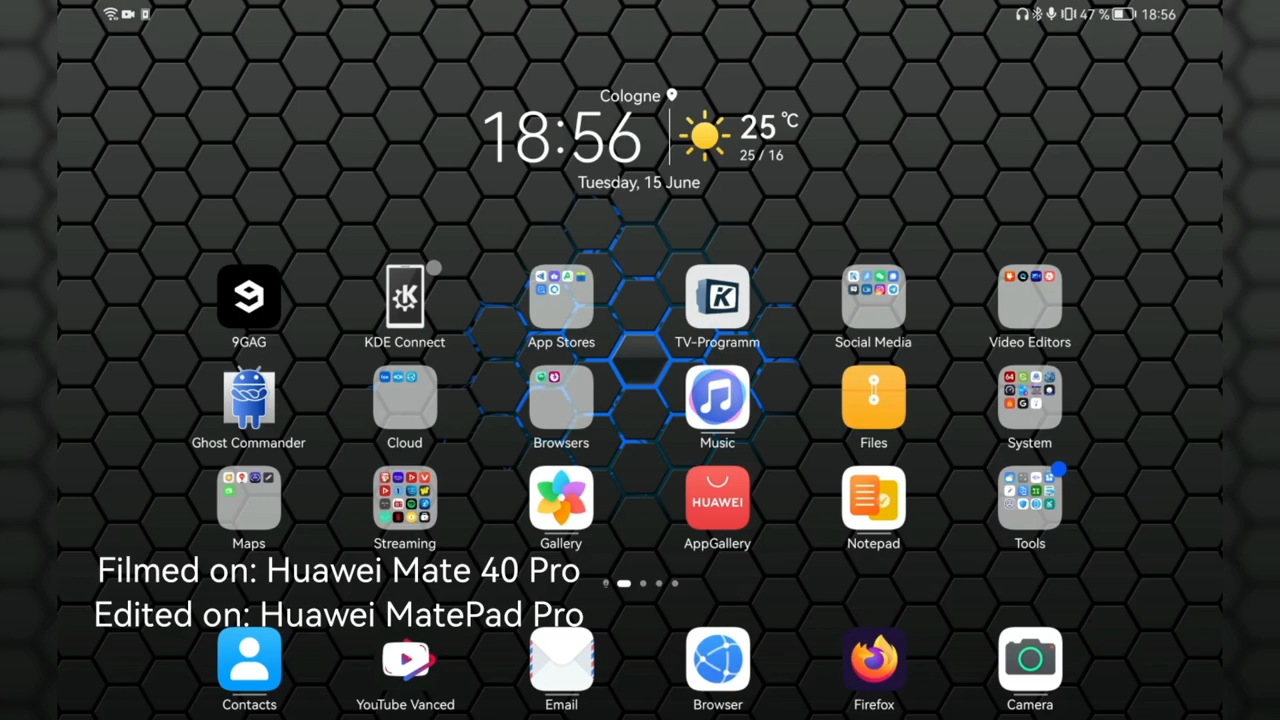 47 % 18:56
Cologne
18:56
25 °C
25 / 16
Tuesday, 15 June
9GAG
KDE Connect
App Stores
TV-Programm
Social Media
Video Editors
Ghost Commander
Cloud
Browsers
Music
Files
System
HUAWEI
Maps
Streaming
Gallery
AppGallery
Notepad
Tools
Filmed on: Huawei Mate 40 Pro
Edited on: Huawei MatePad Pro
Contacts
YouTube Vanced
Email
Browser
Firefox
Camera